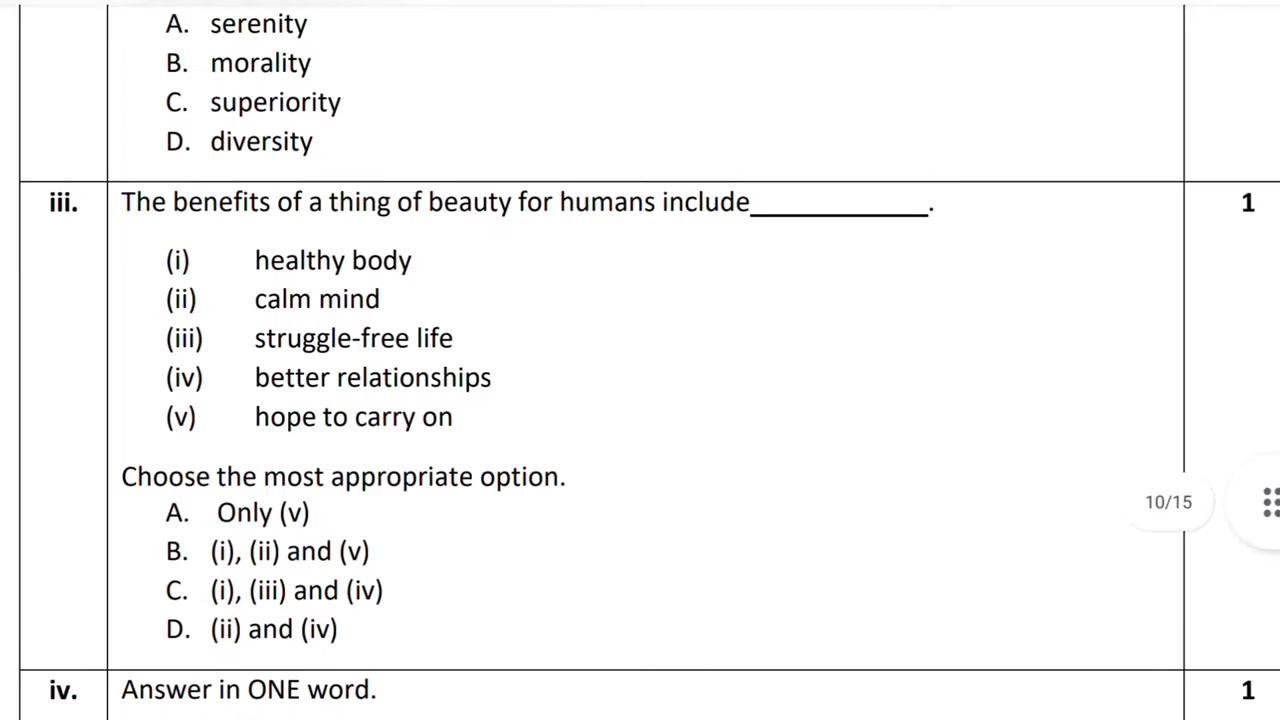 A. serenity
B. morality
C. superiority
D. diversity
iii. The benefits of a thing of beauty for humans include____________. 1
(i) healthy body
(ii) calm mind
(iii) struggle-free life
(iv) better relationships
(v) hope to carry on
Choose the most appropriate option.
A. Only (v)
10/15
B. (i), (ii) and (v)
C. (i), (iii) and (iv)
D. (ii) and (iv)
iv. Answer in ONE word. 1